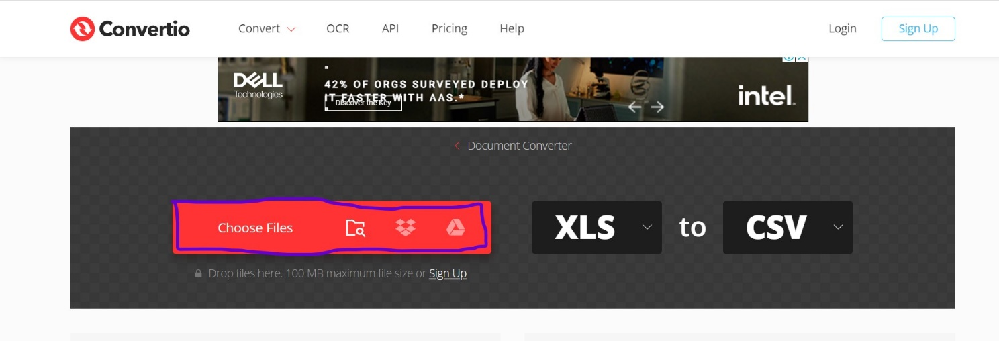 Convertio
Convert OCR API Pricing Help Login Sign Up
DELL
Technologies
42% OF ORGS SURVEYED DEPLOY
IT FASTER WITH AAS.*
Discover the Key
intel.
Document Converter
Choose Files
XLS to CSV
Drop files here. 100 MB maximum file size or Sign Up